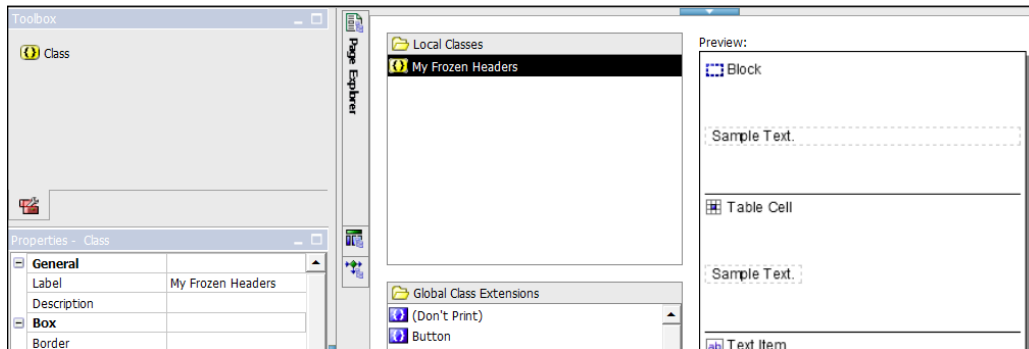 Toolbox
Class
Page Explorer
Local Classes
My Frozen Headers
Preview:
Block
Sample Text.
Table Cell
Sample Text.
Text Item
Properties - Class
General
Label My Frozen Headers
Description
Box
Border
Global Class Extensions
(Don't Print)
Button